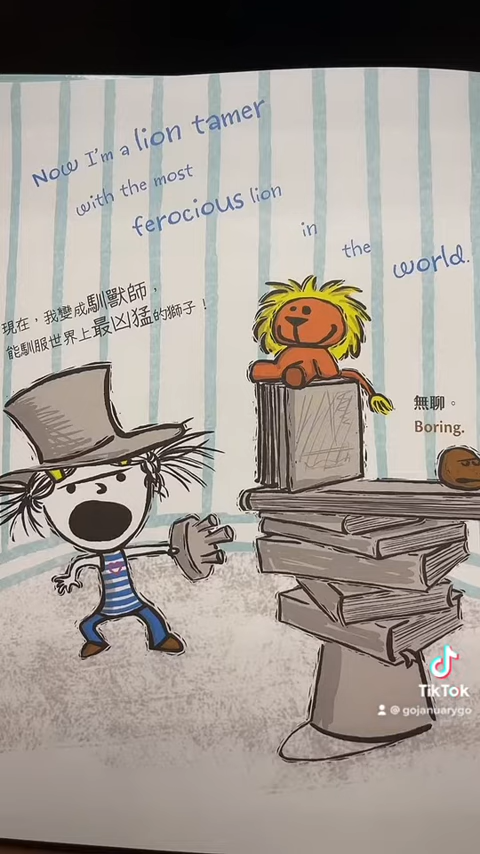 Now I'm a lion tamer
with the most
ferocious lion
in
the
world.
現在，我變成馴獸師，
能馴服世界上最凶猛的獅子！
無聊。
Boring.
TikTok
@gojanuarygo